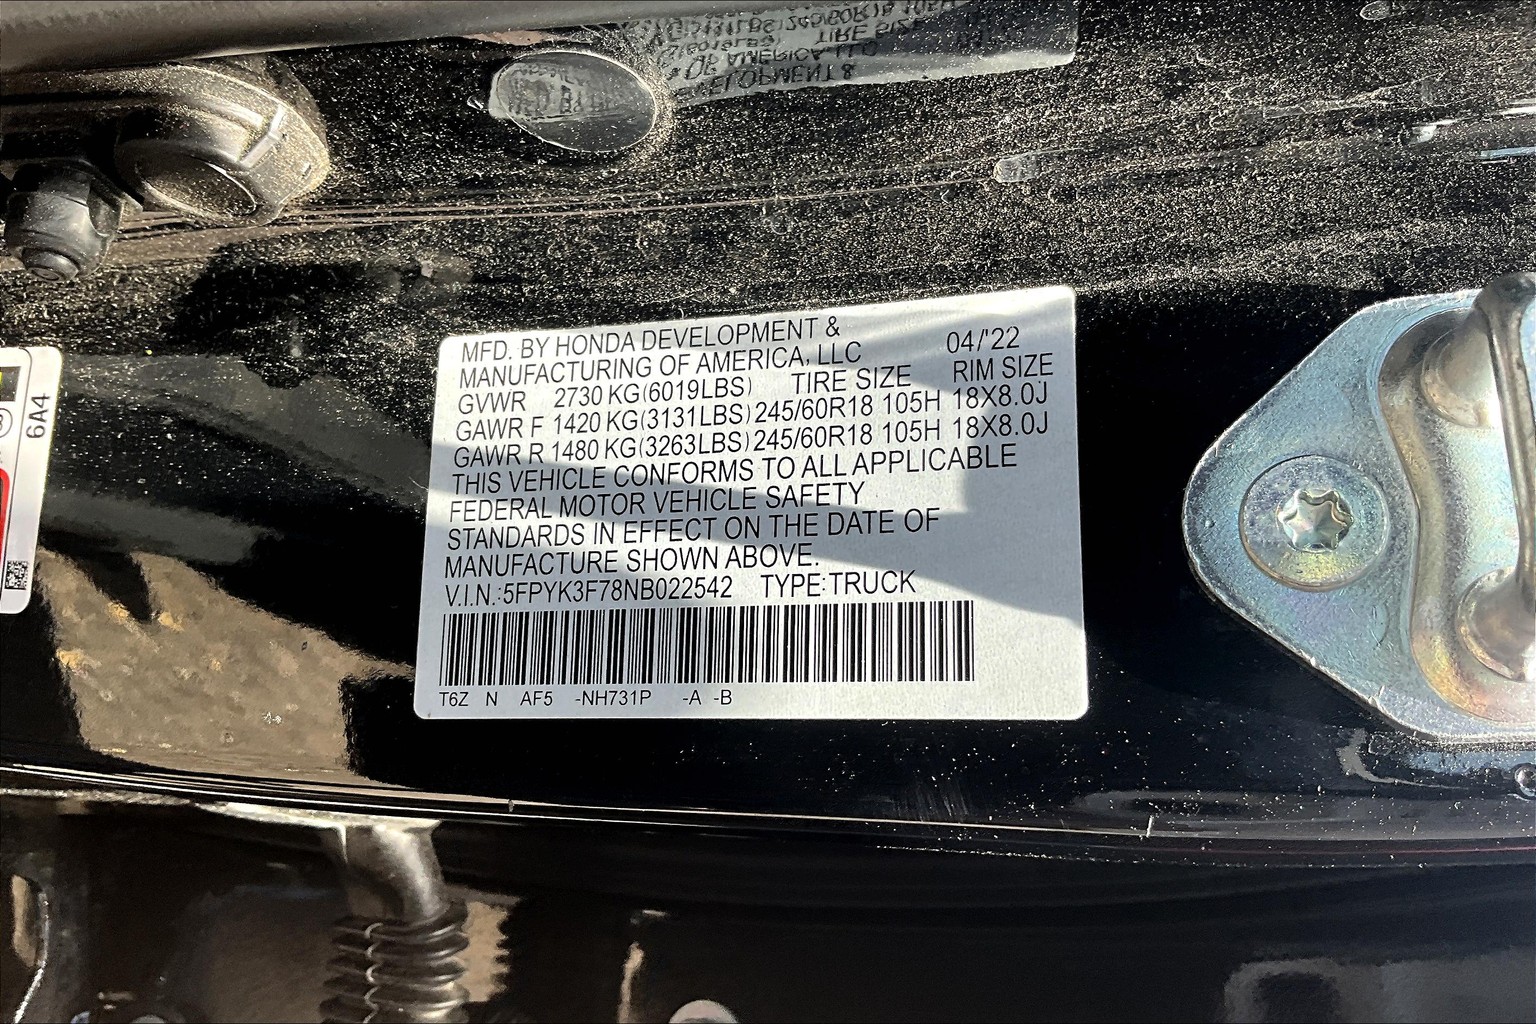 MFD. BY HONDA DEVELOPMENT &
MANUFACTURING OF AMERICA, LLC 04/'22
GVWR 2730 KG(6019LBS) TIRE SIZE RIM SIZE
GAWR F 1420 KG(3131LBS) 245/60R18 105H 18X8.0J
GAWR R 1480 KG(3263LBS) 245/60R18 105H 18X8.0J
THIS VEHICLE CONFORMS TO ALL APPLICABLE
FEDERAL MOTOR VEHICLE SAFETY
STANDARDS IN EFFECT ON THE DATE OF
MANUFACTURE SHOWN ABOVE.
V.I.N.:5FPYK3F78NB022542 TYPE:TRUCK
T6Z N AF5 -NH731P -A -B
6A4